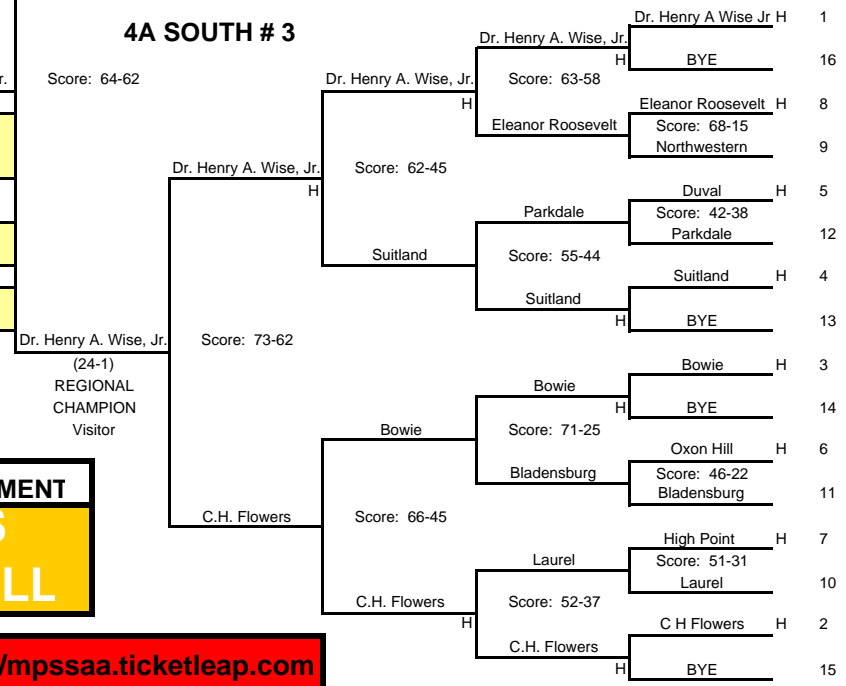 4A SOUTH # 3
Dr. Henry A Wise Jr H 1
Dr. Henry A. Wise, Jr.
H BYE 16
r. Score: 64-62
Dr. Henry A. Wise, Jr. Score: 63-58
H Eleanor Roosevelt H 8
Eleanor Roosevelt Score: 68-15
Northwestern 9
Dr. Henry A. Wise, Jr. Score: 62-45
H Duval H 5
Parkdale Score: 42-38
Parkdale 12
Suitland Score: 55-44
Suitland H 4
Suitland
H BYE 13
Dr. Henry A. Wise, Jr. Score: 73-62
(24-1)
REGIONAL
CHAMPION
Visitor
Bowie H 3
Bowie
H BYE 14
Bowie Score: 71-25
Oxon Hill H 6
Bladensburg Score: 46-22
Bladensburg 11
MENT
S
LL
C.H. Flowers Score: 66-45
High Point H 7
Laurel Score: 51-31
Laurel 10
C.H. Flowers Score: 52-37
H C H Flowers H 2
C.H. Flowers
H BYE 15
/mpssaa.ticketleap.com